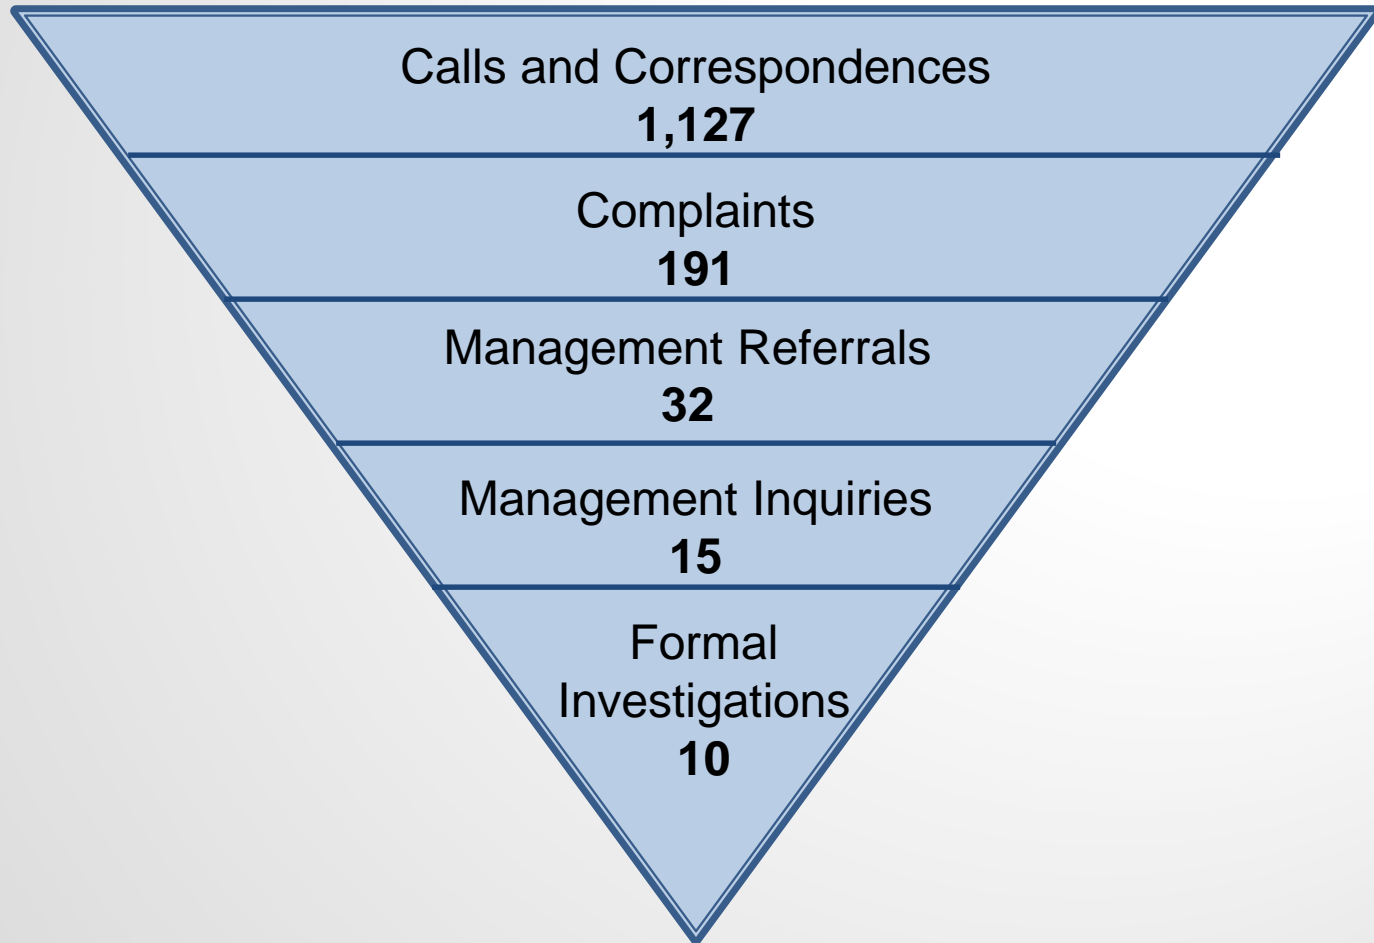 Calls and Correspondences
1,127
Complaints
191
Management Referrals
32
Management Inquiries
15
Formal
Investigations
10